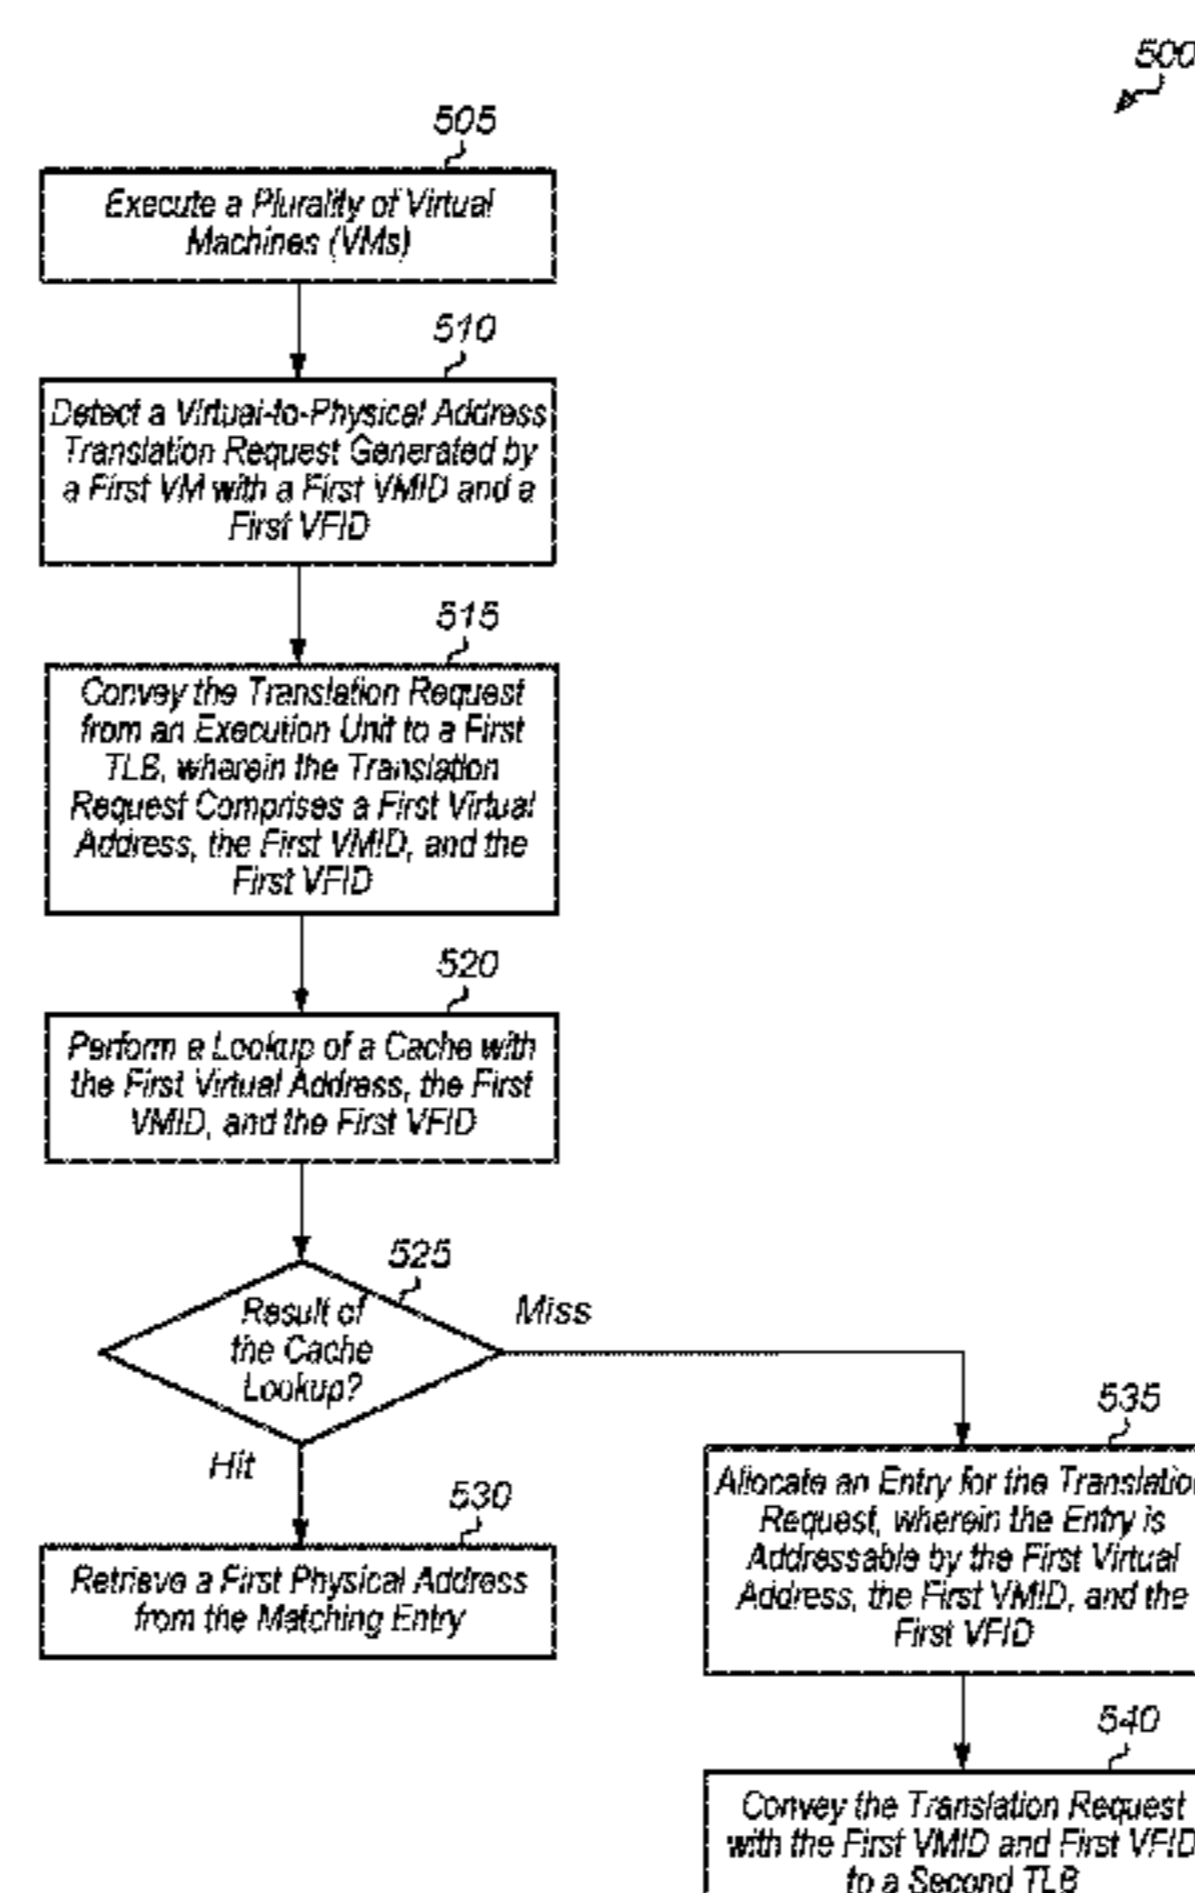 500
505
Execute a Plurality of Virtual
Machines (VMs)
510
Detect a Virtual-to-Physical Address
Translation Request Generated by
a First VM with a First VMID and a
First VFID
515
Convey the Translation Request
from an Execution Unit to a First
TLB, wherein the Translation
Request Comprises a First Virtual
Address, the First VMID, and the
First VFID
520
Perform a Lookup of a Cache with
the First Virtual Address, the First
VMID, and the First VFID
525
Result of
the Cache
Lookup?
Miss
Hit
530
Retrieve a First Physical Address
from the Matching Entry
535
Allocate an Entry for the Translation
Request, wherein the Entry is
Addressable by the First Virtual
Address, the First VMID, and the
First VFID
540
Convey the Translation Request
with the First VMID and First VFID
to a Second TLB